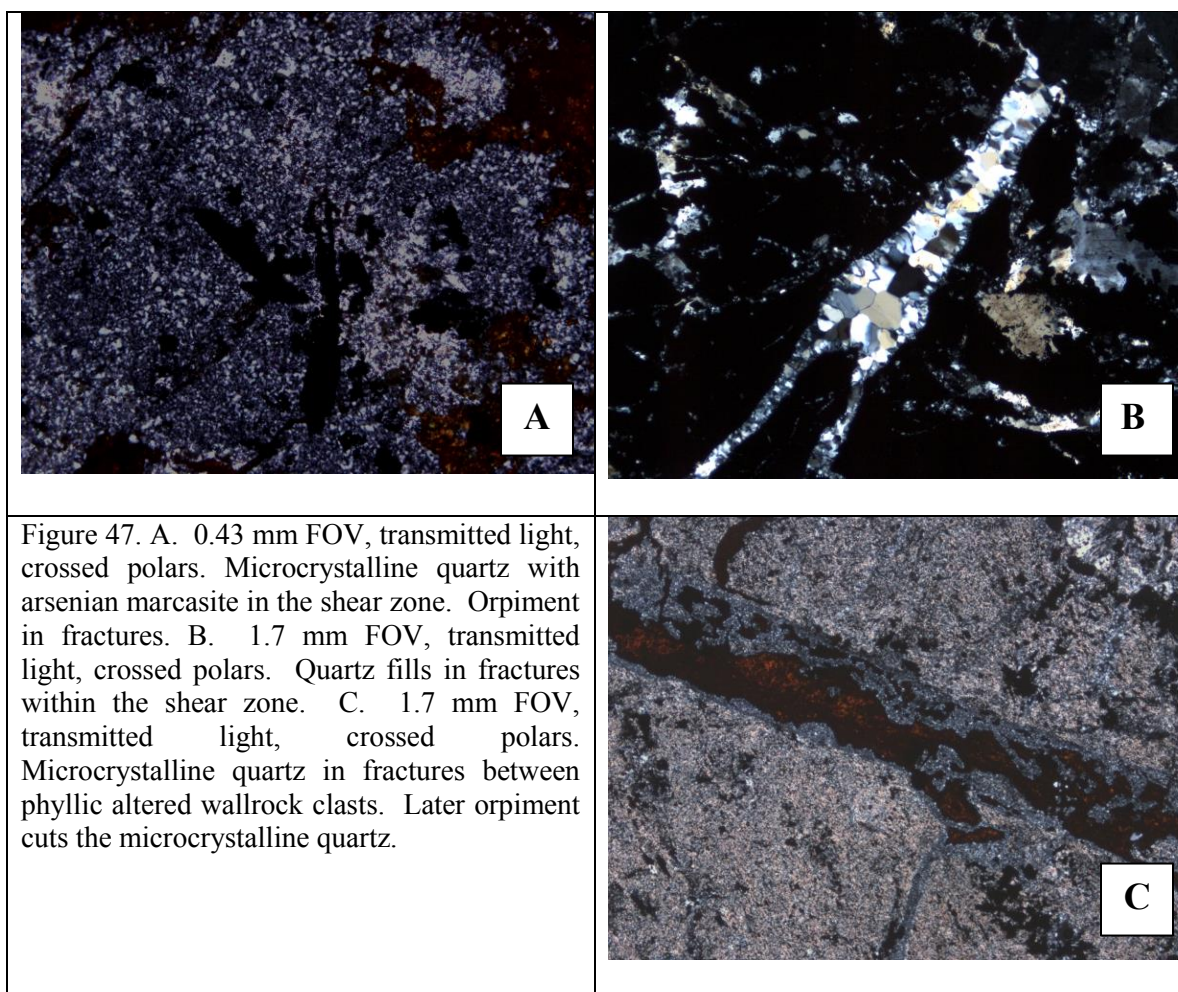 A
B
Figure 47. A. 0.43 mm FOV, transmitted light,
crossed polars. Microcrystalline quartz with
arsenian marcasite in the shear zone. Orpiment
in fractures. B. 1.7 mm FOV, transmitted
light, crossed polars. Quartz fills in fractures
within the shear zone. C. 1.7 mm FOV,
transmitted light, crossed polars.
Microcrystalline quartz in fractures between
phyllic altered wallrock clasts. Later orpiment
cuts the microcrystalline quartz.
C